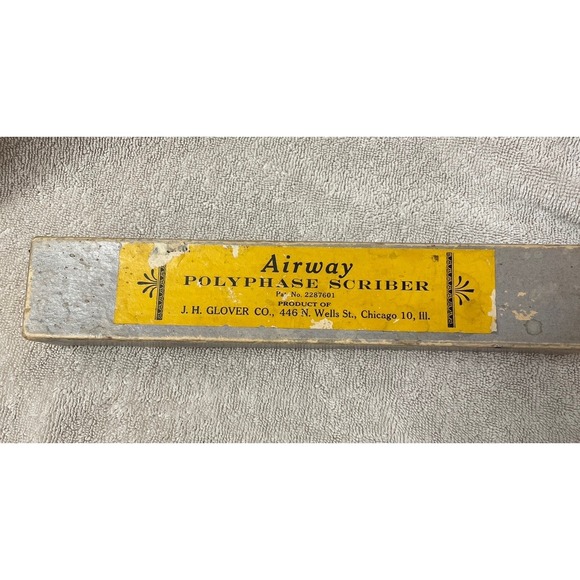 Airway
POLYPHASE SCRIBER
Pat No. 2287601
PRODUCT OF
J. H. GLOVER CO., 446 N. Wells St., Chicago 10, Ill.